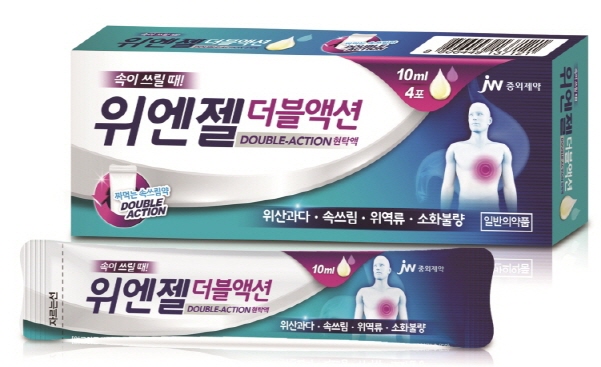 속이 쓰릴 때!
위엔젤 더블액션
DOUBLE-ACTION 현탁액
짜먹는 속쓰림약
DOUBLE
ACTION
10ml
4포
jw 중외제약
위산과다 · 속쓰림 · 위역류 · 소화불량
일반의약품
위엔젤 더블액션
자르는선
속이 쓰릴 때!
위엔젤 더블액션
DOUBLE-ACTION 현탁액
10ml
jw 중외제약
위산과다 · 속쓰림 · 위역류 · 소화불량